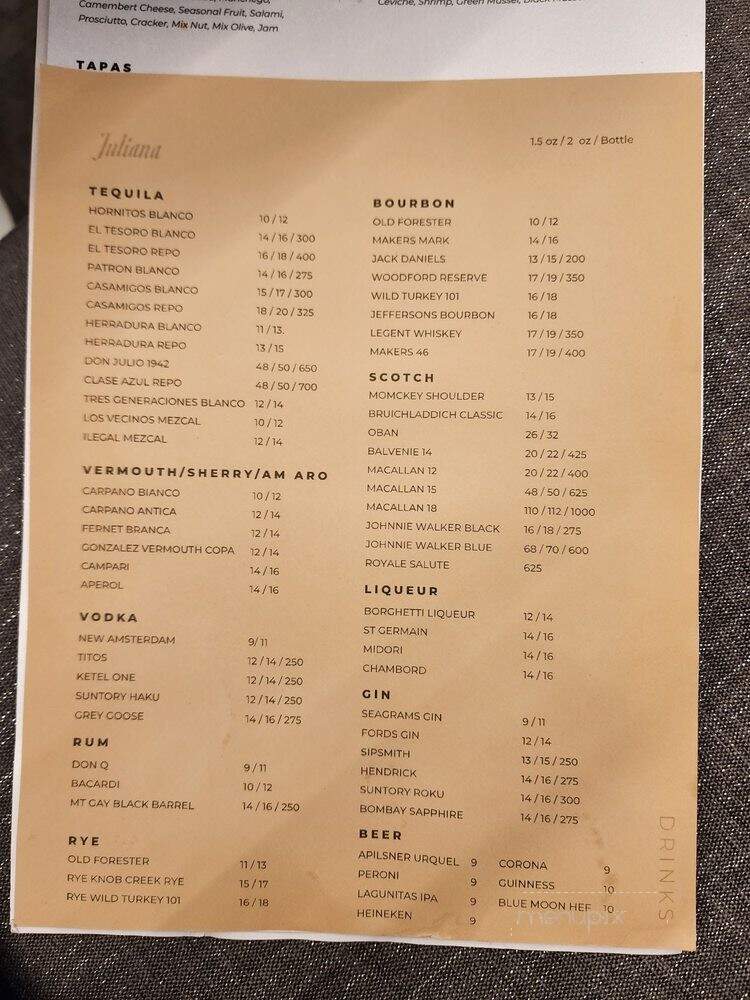 Camembert Cheese, Seasonal Fruit, Salami,
Prosciutto, Cracker, Mix Nut, Mix Olive, Jam
Ceviche, Shrimp, Green Mussel,
TAPAS
Juliana
1.5 oz / 2 oz / Bottle
TEQUILA
HORNITOS BLANCO 10 / 12
EL TESORO BLANCO 14 / 16 / 300
EL TESORO REPO 16 / 18 / 400
PATRON BLANCO 14 / 16 / 275
CASAMIGOS BLANCO 15 / 17 / 300
CASAMIGOS REPO 18 / 20 / 325
HERRADURA BLANCO 11 / 13.
HERRADURA REPO 13 / 15
DON JULIO 1942 48 / 50 / 650
CLASE AZUL REPO 48 / 50 / 700
TRES GENERACIONES BLANCO 12 / 14
LOS VECINOS MEZCAL 10 / 12
ILEGAL MEZCAL 12 / 14
VERMOUTH/SHERRY/AM ARO
CARPANO BIANCO 10 / 12
CARPANO ANTICA 12 / 14
FERNET BRANCA 12 / 14
GONZALEZ VERMOUTH COPA 12 / 14
CAMPARI 14 / 16
APEROL 14 / 16
VODKA
NEW AMSTERDAM 9/ 11
TITOS 12 / 14 / 250
KETEL ONE 12 / 14 / 250
SUNTORY HAKU 12 / 14 / 250
GREY GOOSE 14 / 16 / 275
RUM
DON Q 9 / 11
BACARDI 10 / 12
MT GAY BLACK BARREL 14 / 16 / 250
RYE
OLD FORESTER 11 / 13
RYE KNOB CREEK RYE 15 / 17
RYE WILD TURKEY 101 16 / 18
BOURBON
OLD FORESTER 10 / 12
MAKERS MARK 14 / 16
JACK DANIELS 13 / 15 / 200
WOODFORD RESERVE 17 / 19 / 350
WILD TURKEY 101 16 / 18
JEFFERSONS BOURBON 16 / 18
LEGENT WHISKEY 17 / 19 / 350
MAKERS 46 17 / 19 / 400
SCOTCH
MOMCKEY SHOULDER 13 / 15
BRUICHLADDICH CLASSIC 14 / 16
OBAN 26 / 32
BALVENIE 14 20 / 22 / 425
MACALLAN 12 20 / 22 / 400
MACALLAN 15 48 / 50 / 625
MACALLAN 18 110 / 112 / 1000
JOHNNIE WALKER BLACK 16 / 18 / 275
JOHNNIE WALKER BLUE 68 / 70 / 600
ROYALE SALUTE 625
LIQUEUR
BORGHETTI LIQUEUR 12 / 14
ST GERMAIN 14 / 16
MIDORI 14 / 16
CHAMBORD 14 / 16
GIN
SEAGRAMS GIN 9 / 11
FORDS GIN 12 / 14
SIPSMITH 13 / 15 / 250
HENDRICK 14 / 16 / 275
SUNTORY ROKU 14 / 16 / 300
BOMBAY SAPPHIRE 14 / 16 / 275
BEER
APILSNER URQUEL 9
PERONI 9
LAGUNITAS IPA 9
HEINEKEN 9
CORONA 9
GUINNESS 10
BLUE MOON HEF 10
DRINKS
menupix